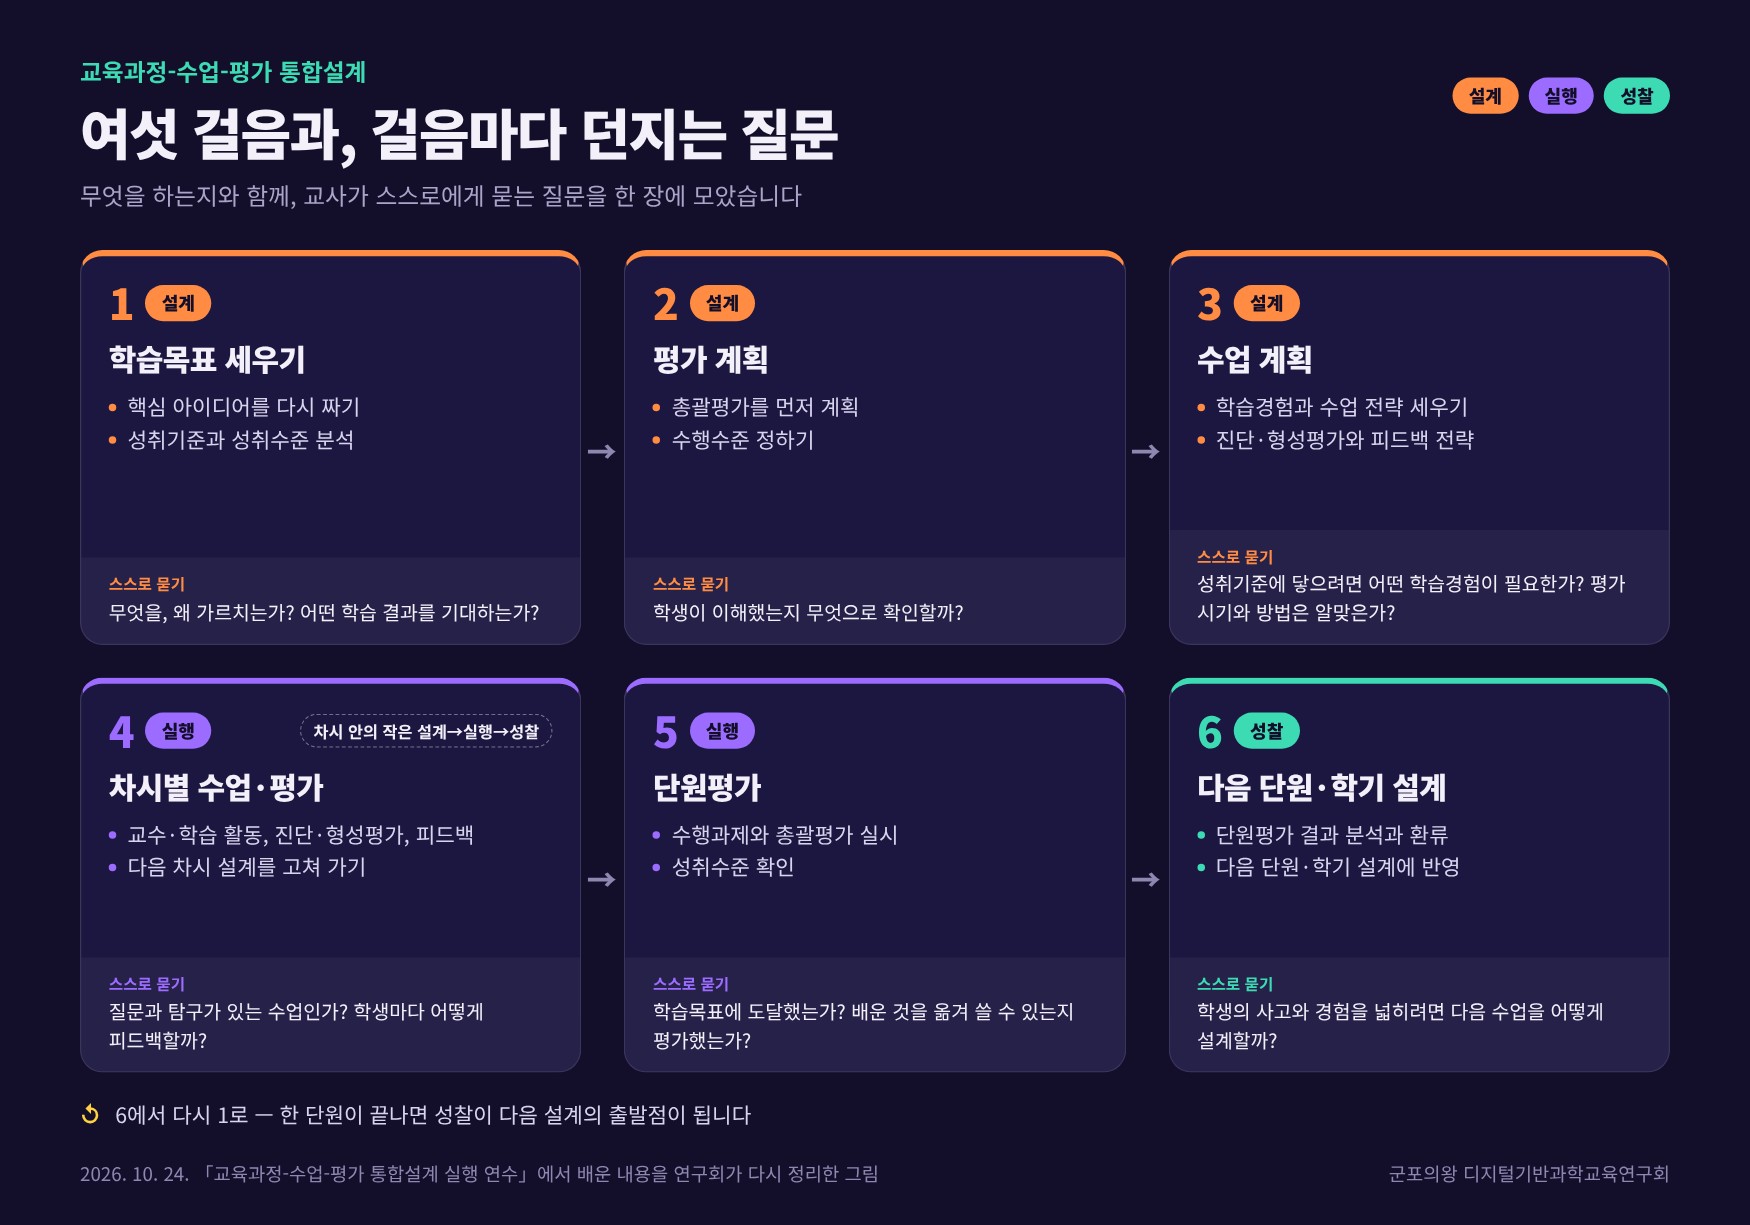 교육과정-수업-평가 통합설계
여섯 걸음과, 걸음마다 던지는 질문
무엇을 하는지와 함께, 교사가 스스로에게 묻는 질문을 한 장에 모았습니다
설계 실행 성찰
1 설계
학습목표 세우기
• 핵심 아이디어를 다시 짜기
• 성취기준과 성취수준 분석
스스로 묻기
무엇을, 왜 가르치는가? 어떤 학습 결과를 기대하는가?
→
2 설계
평가 계획
• 총괄평가를 먼저 계획
• 수행수준 정하기
스스로 묻기
학생이 이해했는지 무엇으로 확인할까?
→
3 설계
수업 계획
• 학습경험과 수업 전략 세우기
• 진단·형성평가와 피드백 전략
스스로 묻기
성취기준에 닿으려면 어떤 학습경험이 필요한가? 평가
시기와 방법은 알맞은가?
4 실행 차시 안의 작은 설계→실행→성찰
차시별 수업·평가
• 교수·학습 활동, 진단·형성평가, 피드백
• 다음 차시 설계를 고쳐 가기
스스로 묻기
질문과 탐구가 있는 수업인가? 학생마다 어떻게
피드백할까?
→
5 실행
단원평가
• 수행과제와 총괄평가 실시
• 성취수준 확인
스스로 묻기
학습목표에 도달했는가? 배운 것을 옮겨 쓸 수 있는지
평가했는가?
→
6 성찰
다음 단원·학기 설계
• 단원평가 결과 분석과 환류
• 다음 단원·학기 설계에 반영
스스로 묻기
학생의 사고와 경험을 넓히려면 다음 수업을 어떻게
설계할까?
6에서 다시 1로 — 한 단원이 끝나면 성찰이 다음 설계의 출발점이 됩니다
2026. 10. 24. 「교육과정-수업-평가 통합설계 실행 연수」에서 배운 내용을 연구회가 다시 정리한 그림
군포의왕 디지털기반과학교육연구회